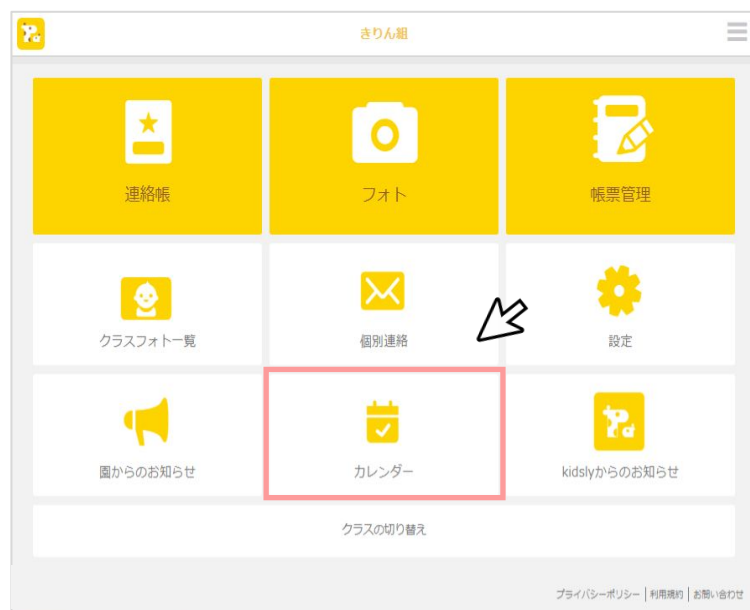 きりん組
連絡帳
フォト
帳票管理
クラスフォト一覧
個別連絡
設定
園からのお知らせ
カレンダー
kidslyからのお知らせ
クラスの切り替え
プライバシーポリシー | 利用規約 | お問い合わせ